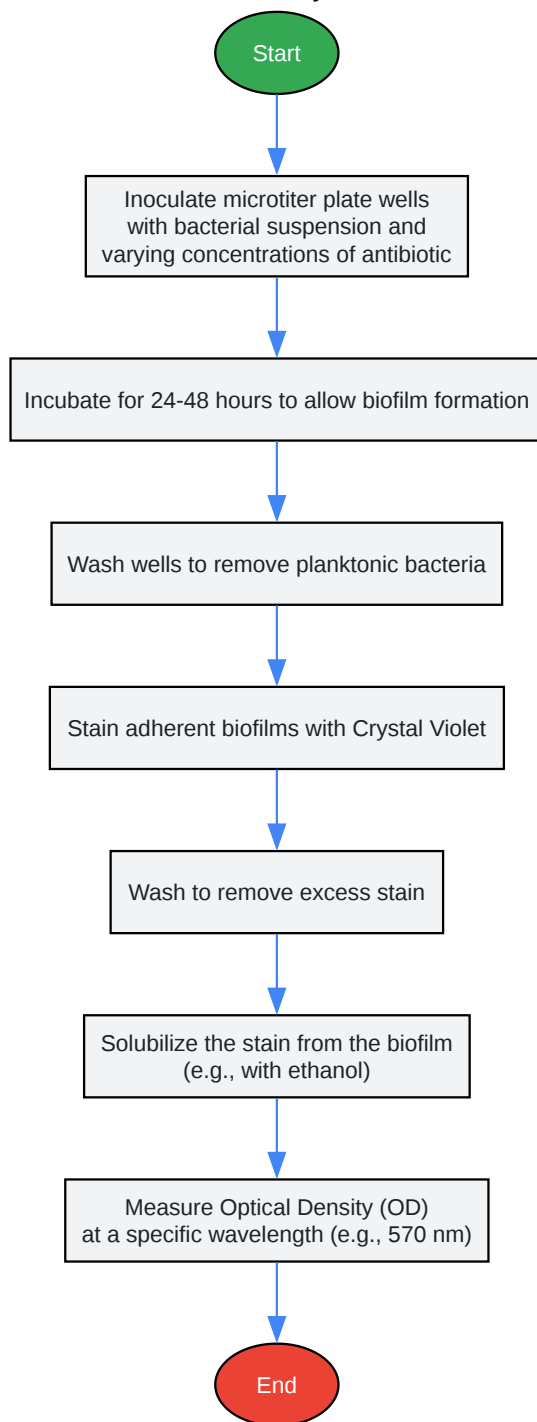 Start
Inoculate microtiter plate wells
with bacterial suspension and
varying concentrations of antibiotic
Incubate for 24-48 hours to allow biofilm formation
Wash wells to remove planktonic bacteria
Stain adherent biofilms with Crystal Violet
Wash to remove excess stain
Solubilize the stain from the biofilm
(e.g., with ethanol)
Measure Optical Density (OD)
at a specific wavelength (e.g., 570 nm)
End